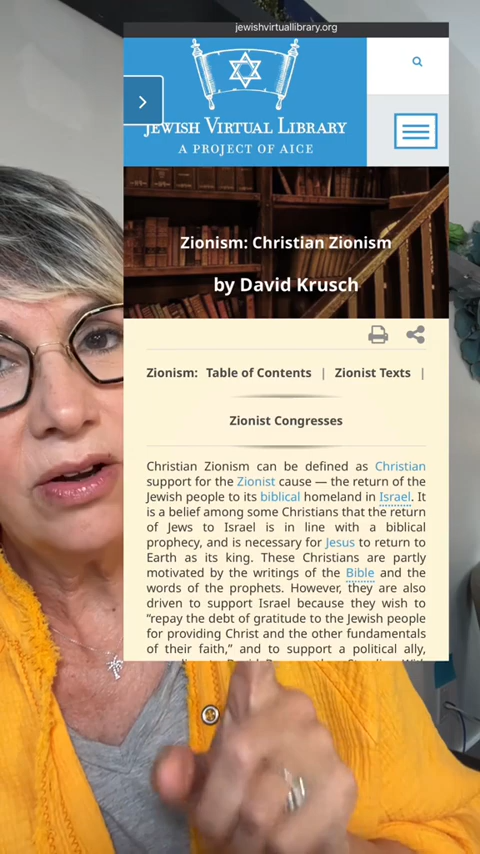 jewishvirtuallibrary.org
JEWISH VIRTUAL LIBRARY
A PROJECT OF AICE
Zionism: Christian Zionism
by David Krusch
Zionism: Table of Contents | Zionist Texts |
Zionist Congresses
Christian Zionism can be defined as Christian
support for the Zionist cause — the return of the
Jewish people to its biblical homeland in Israel. It
is a belief among some Christians that the return
of Jews to Israel is in line with a biblical
prophecy, and is necessary for Jesus to return to
Earth as its king. These Christians are partly
motivated by the writings of the Bible and the
words of the prophets. However, they are also
driven to support Israel because they wish to
“repay the debt of gratitude to the Jewish people
for providing Christ and the other fundamentals
of their faith,” and to support a political ally,